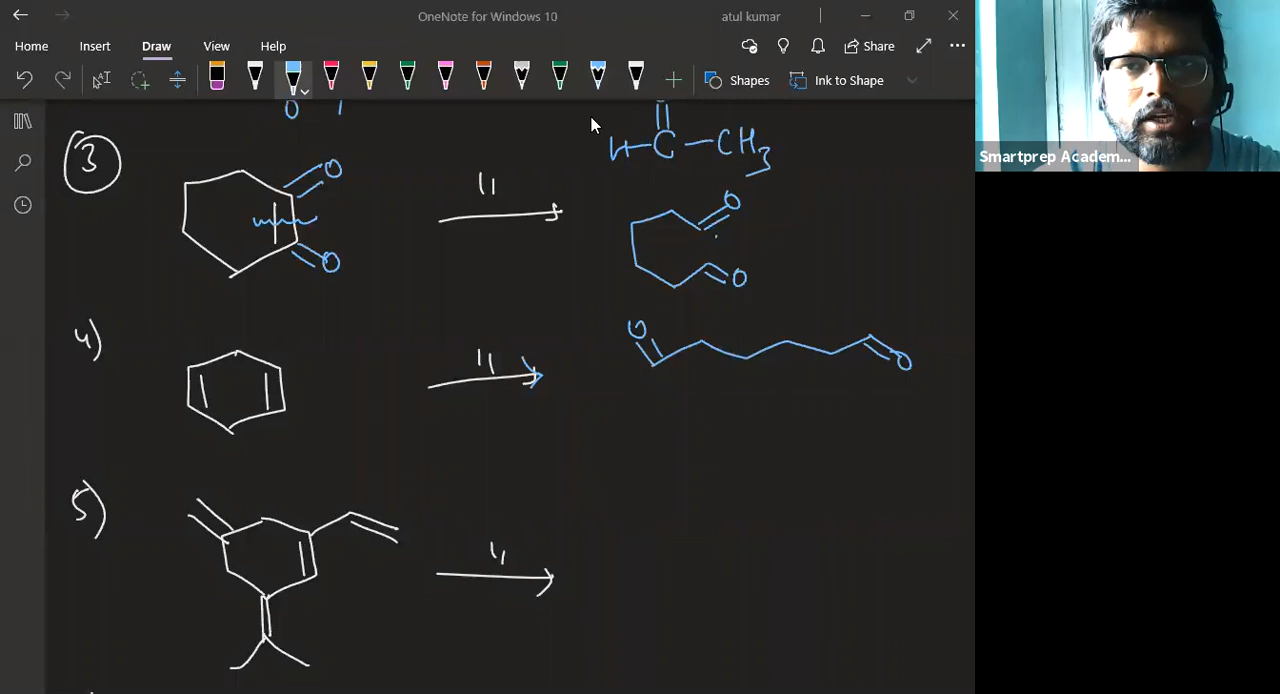 OneNote for Windows 10
atul kumar
Home Insert Draw View Help
Share
Shapes
Ink to Shape
Smartprep Academ...
O
H-C-CH3
3
O
O
"
O
O
4)
"
O
O
5)
"